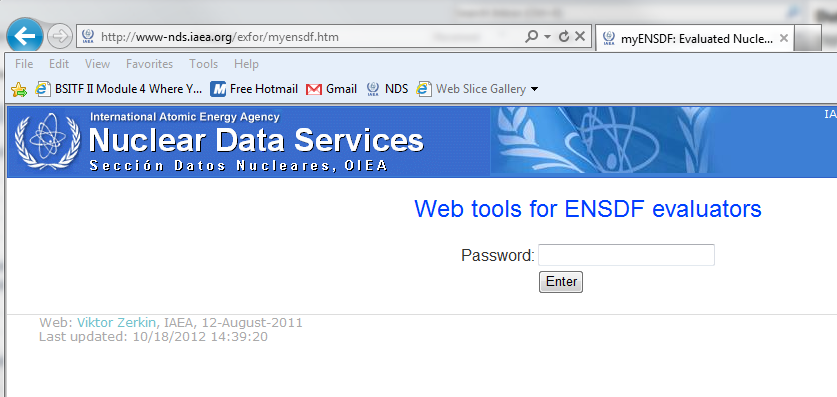 http://www-nds.iaea.org/exfor/myensdf.htm
myENSDF: Evaluated Nucle...
File Edit View Favorites Tools Help
BSITF II Module 4 Where Y... Free Hotmail Gmail NDS Web Slice Gallery
International Atomic Energy Agency
Nuclear Data Services
Sección Datos Nucleares, OIEA
IA
Web tools for ENSDF evaluators
Password:
Enter
Web: Viktor Zerkin, IAEA, 12-August-2011
Last updated: 10/18/2012 14:39:20